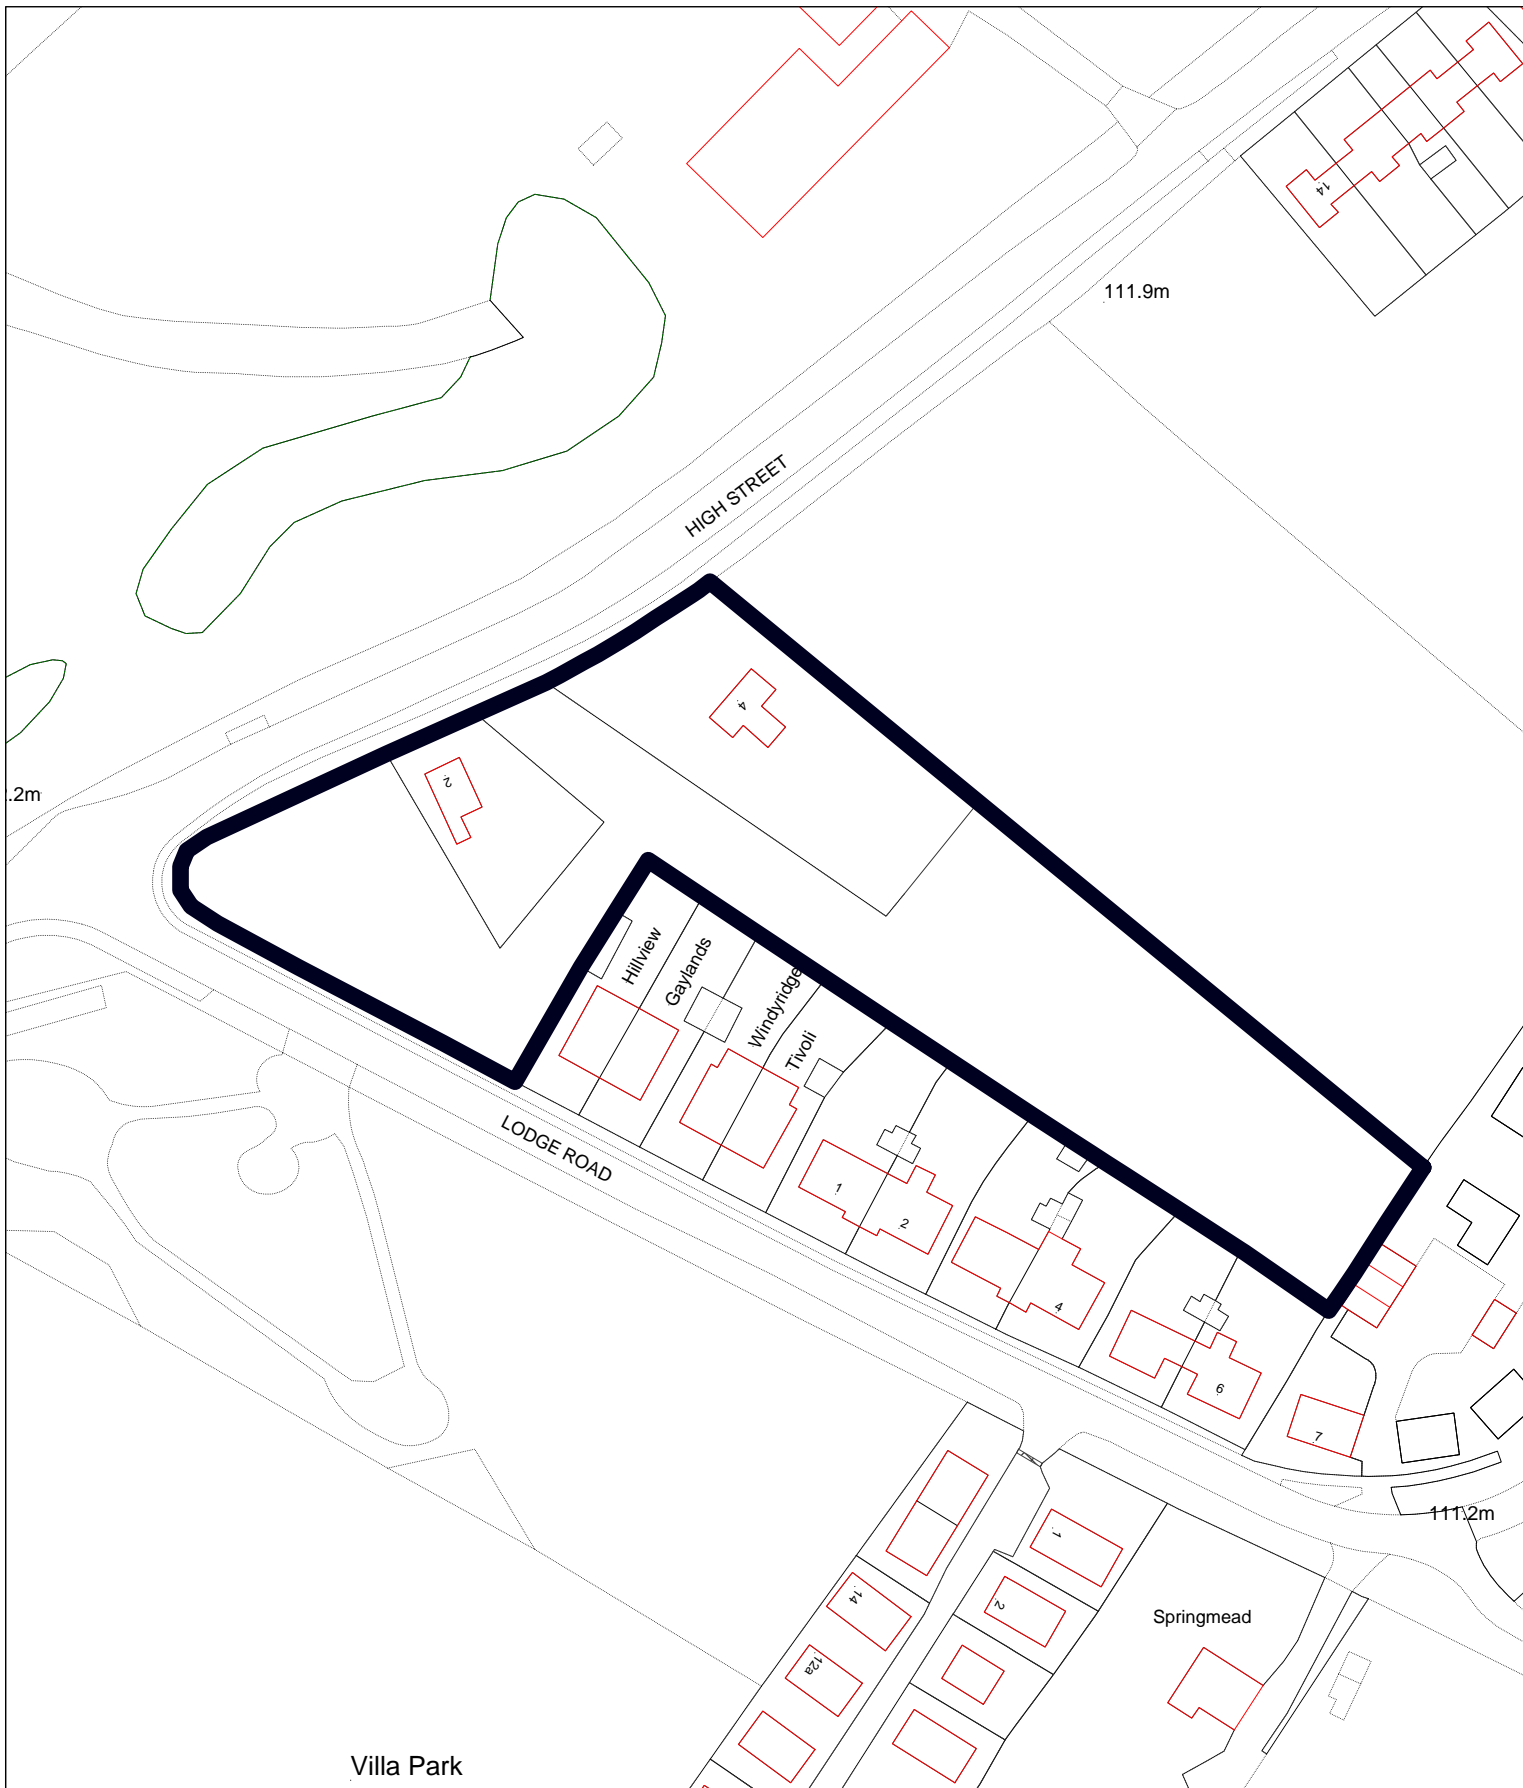 14
111.9m
HIGH STREET
4
2
.2m
Hillview
Gaylands
Windyridge
Tivoli
LODGE ROAD
1
2
4
6
7
111.2m
1
14
2
Springmead
12a
Villa Park